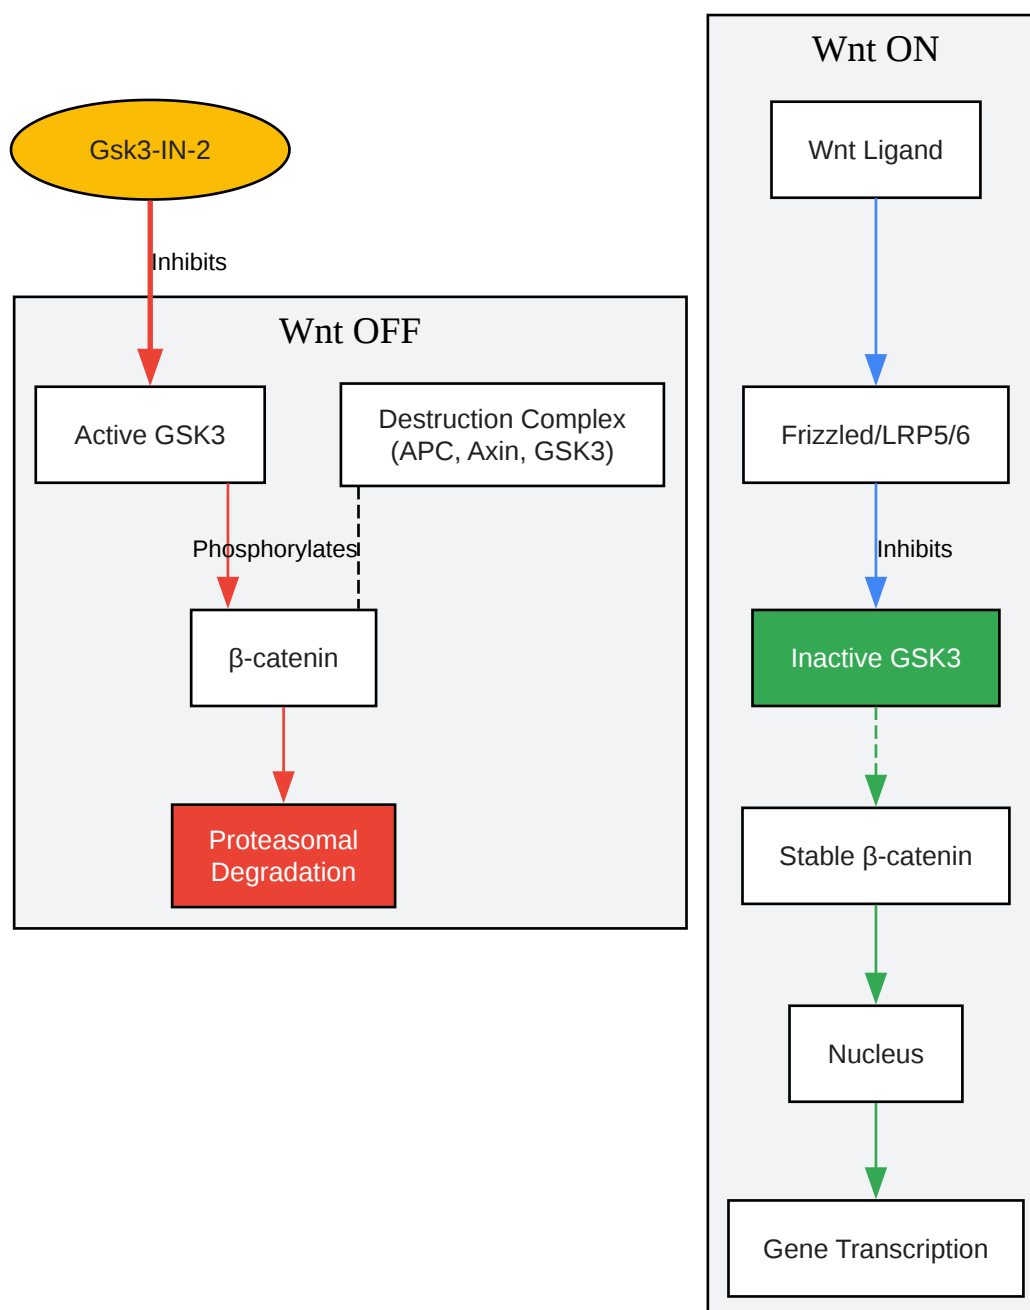 Gsk3-IN-2
Inhibits
Wnt OFF
Active GSK3
Destruction Complex
(APC, Axin, GSK3)
Phosphorylates
β-catenin
Proteasomal
Degradation
Wnt ON
Wnt Ligand
Frizzled/LRP5/6
Inhibits
Inactive GSK3
Stable β-catenin
Nucleus
Gene Transcription